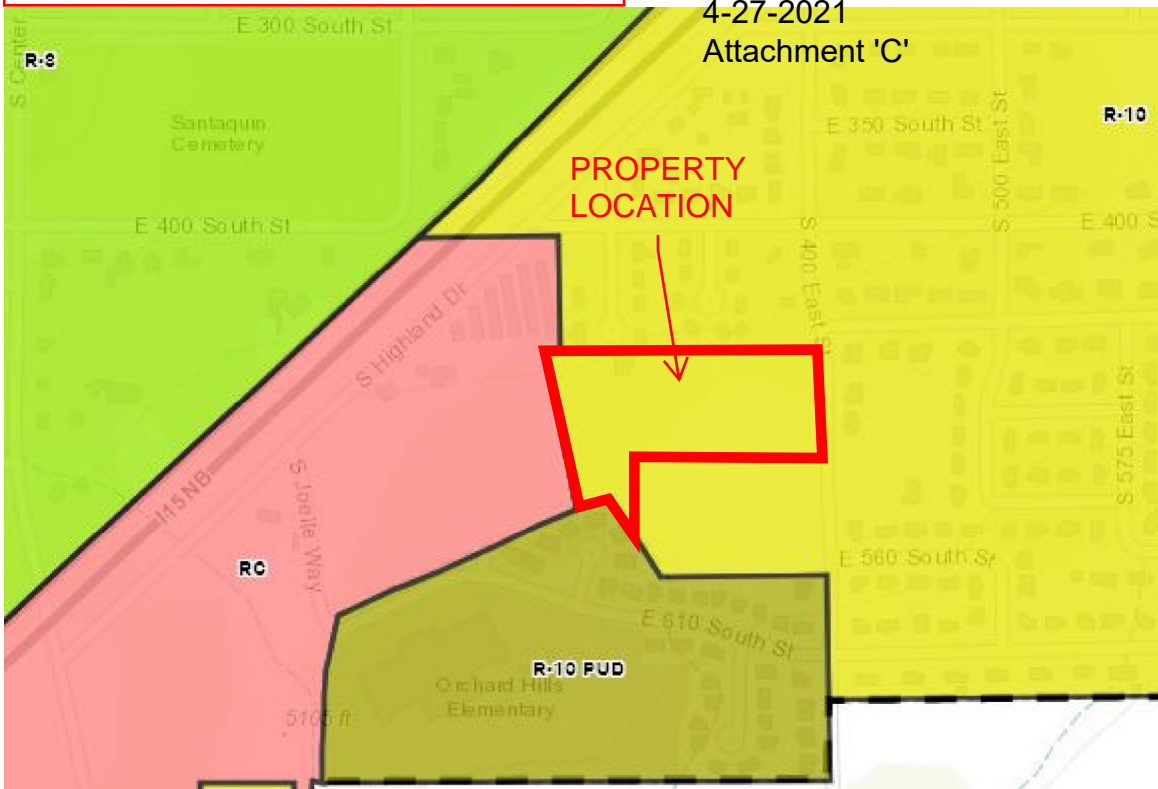 4-27-2021
Attachment 'C'
E 300 South St
S Center
R-8
R-10
Santaquin
Cemetery
E 350 South St
S 500 East St
PROPERTY
LOCATION
E 400 South St
S 400 East St
E 400 S
S Highland Dr
S 575 East St
I15NB
S Joelle Way
RC
E 560 South St
E 610 South St
R-10 PUD
Orchard Hills
Elementary
5105 ft